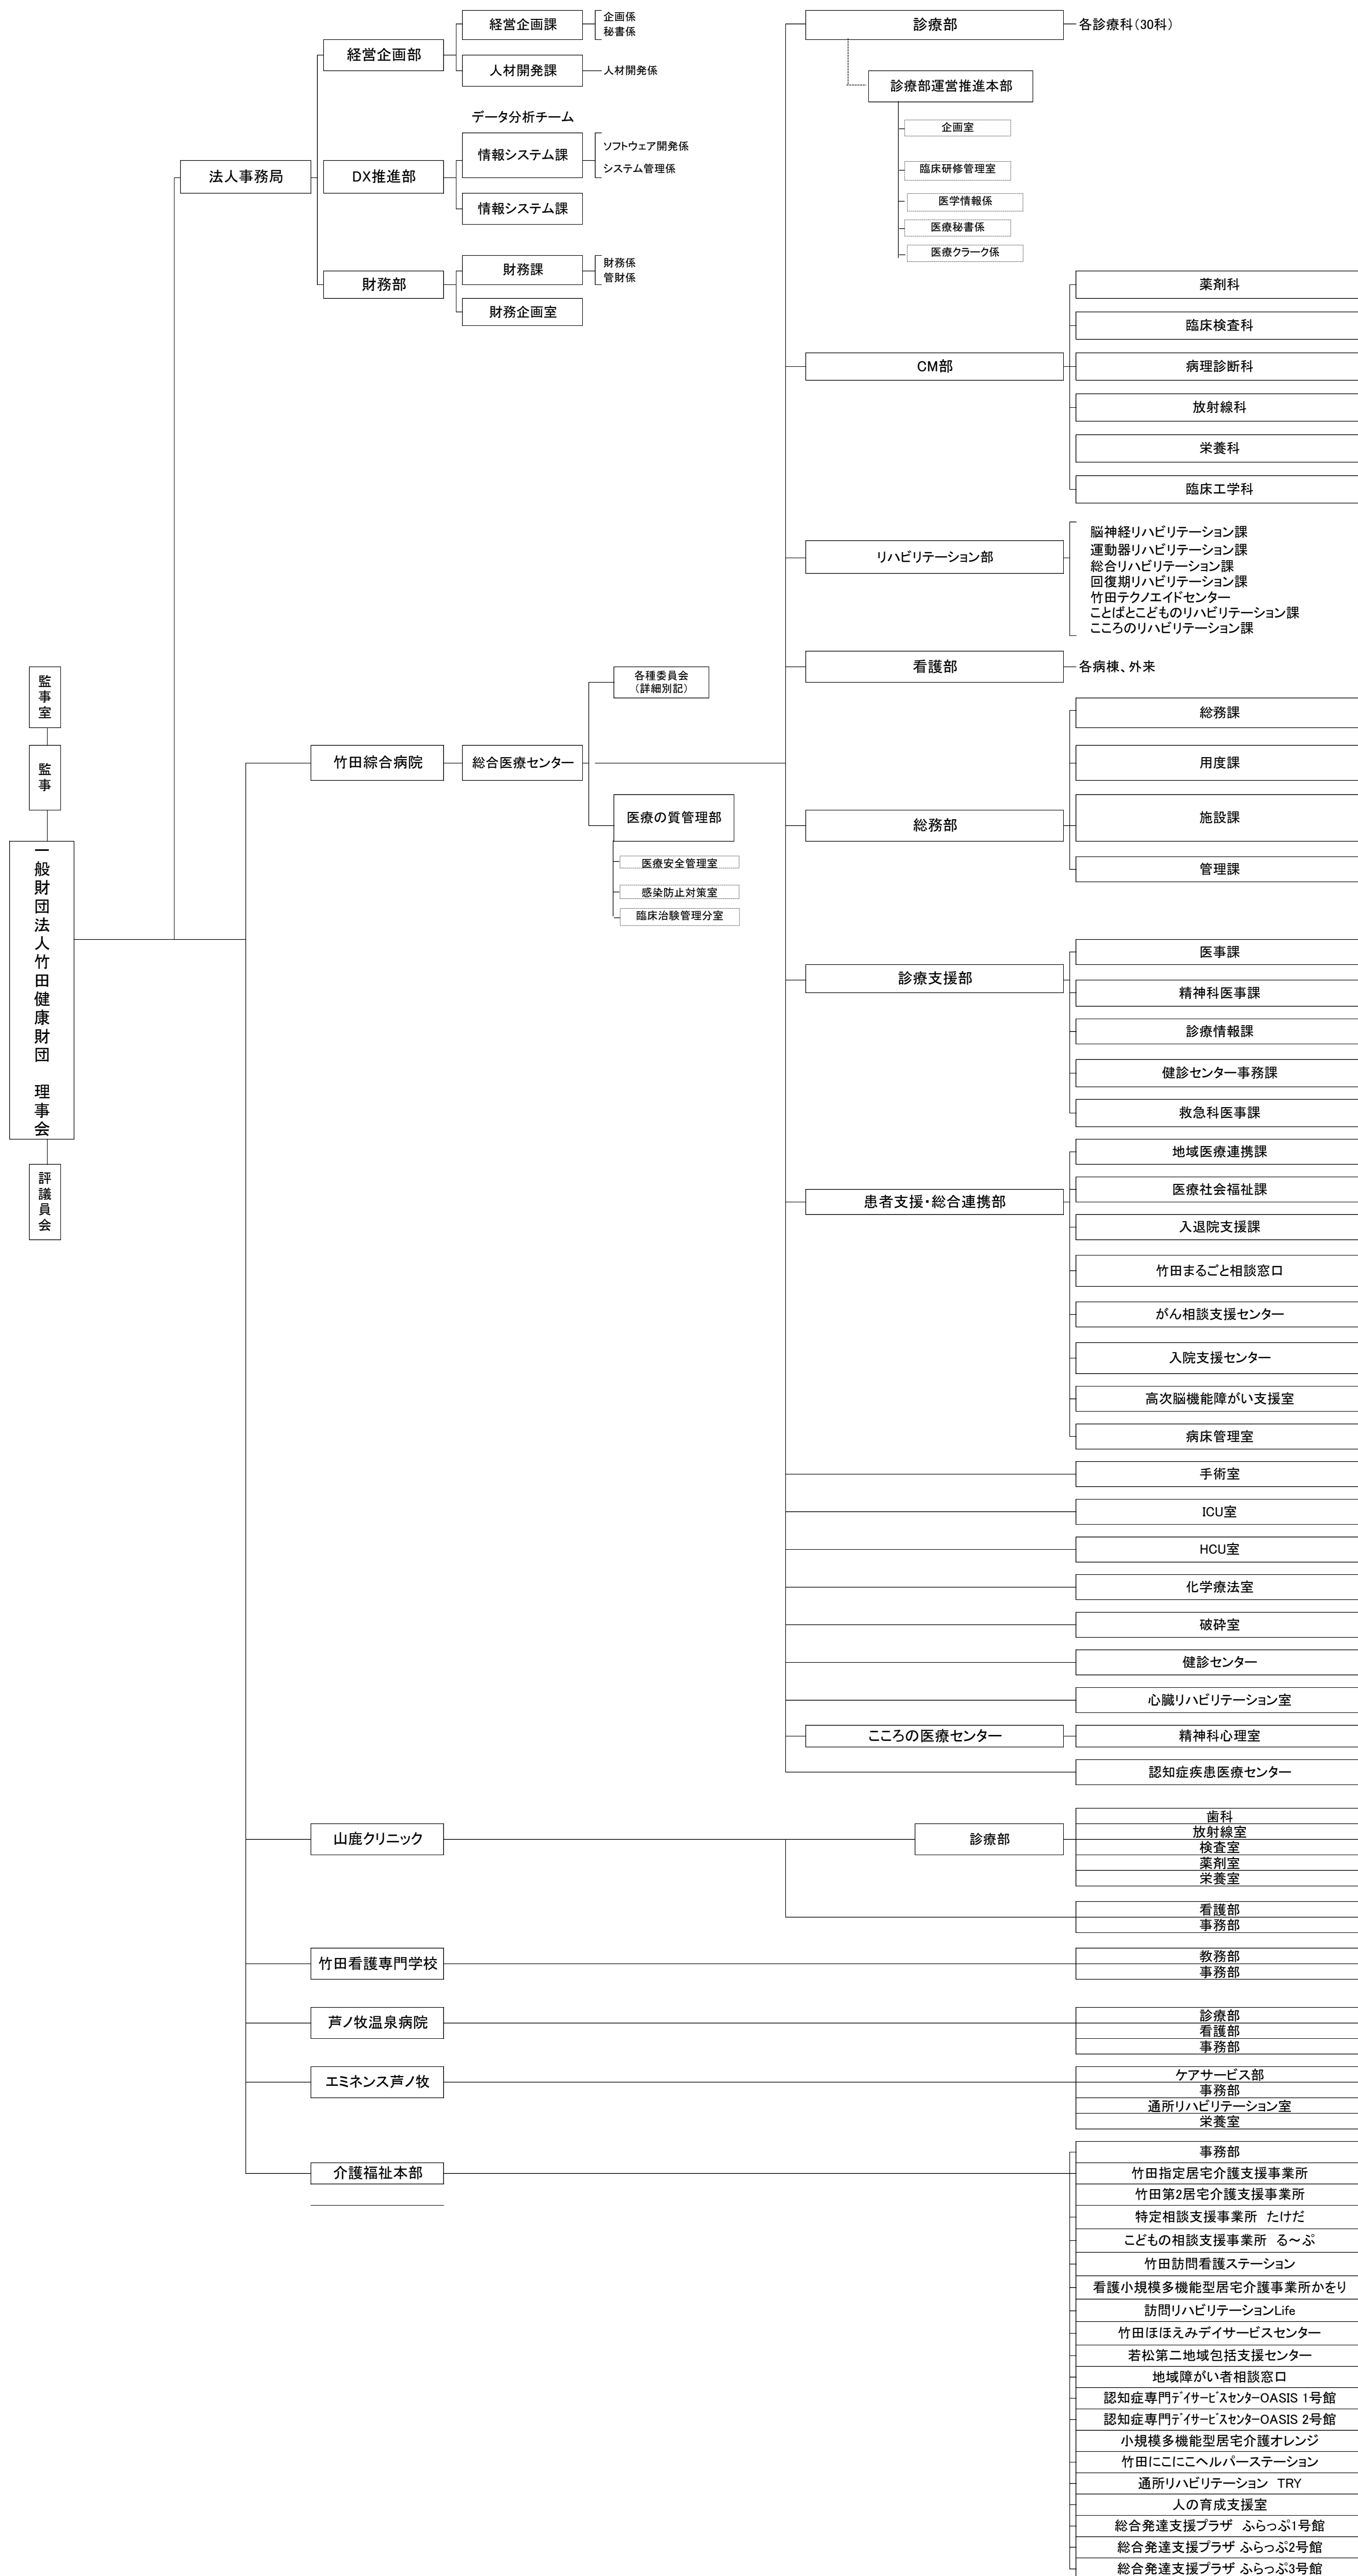 監事室
監事
一般財団法人竹田健康財団　理事会
評議員会
法人事務局
経営企画部
経営企画課
企画係
秘書係
人材開発課
人材開発係
データ分析チーム
DX推進部
情報システム課
ソフトウェア開発係
システム管理係
情報システム課
財務部
財務課
財務係
管財係
財務企画室
竹田綜合病院
総合医療センター
各種委員会
（詳細別記）
医療の質管理部
医療安全管理室
感染防止対策室
臨床治験管理分室
診療部
各診療科（30科）
診療部運営推進本部
企画室
臨床研修管理室
医学情報係
医療秘書係
医療クラーク係
CM部
薬剤科
臨床検査科
病理診断科
放射線科
栄養科
臨床工学科
リハビリテーション部
脳神経リハビリテーション課
運動器リハビリテーション課
総合リハビリテーション課
回復期リハビリテーション課
竹田テクノエイドセンター
ことばとこどものリハビリテーション課
こころのリハビリテーション課
看護部
各病棟、外来
総務部
総務課
用度課
施設課
管理課
診療支援部
医事課
精神科医事課
診療情報課
健診センター事務課
救急科医事課
患者支援・総合連携部
地域医療連携課
医療社会福祉課
入退院支援課
竹田まるごと相談窓口
がん相談支援センター
入院支援センター
高次脳機能障がい支援室
病床管理室
手術室
ICU室
HCU室
化学療法室
破砕室
健診センター
心臓リハビリテーション室
こころの医療センター
精神科心理室
認知症疾患医療センター
山鹿クリニック
診療部
歯科
放射線室
検査室
薬剤室
栄養室
看護部
事務部
竹田看護専門学校
教務部
事務部
芦ノ牧温泉病院
診療部
看護部
事務部
エミネンス芦ノ牧
ケアサービス部
事務部
通所リハビリテーション室
栄養室
介護福祉本部
事務部
竹田指定居宅介護支援事業所
竹田第2居宅介護支援事業所
特定相談支援事業所　たけだ
こどもの相談支援事業所　る～ぷ
竹田訪問看護ステーション
看護小規模多機能型居宅介護事業所かをり
訪問リハビリテーションLife
竹田ほほえみデイサービスセンター
若松第二地域包括支援センター
地域障がい者相談窓口
認知症専門ﾃﾞｲｻｰﾋﾞｽｾﾝﾀｰOASIS 1号館
認知症専門ﾃﾞｲｻｰﾋﾞｽｾﾝﾀｰOASIS 2号館
小規模多機能型居宅介護オレンジ
竹田にこにこヘルパーステーション
通所リハビリテーション　TRY
人の育成支援室
総合発達支援プラザ　ふらっぷ1号館
総合発達支援プラザ ふらっぷ2号館
総合発達支援プラザ ふらっぷ3号館